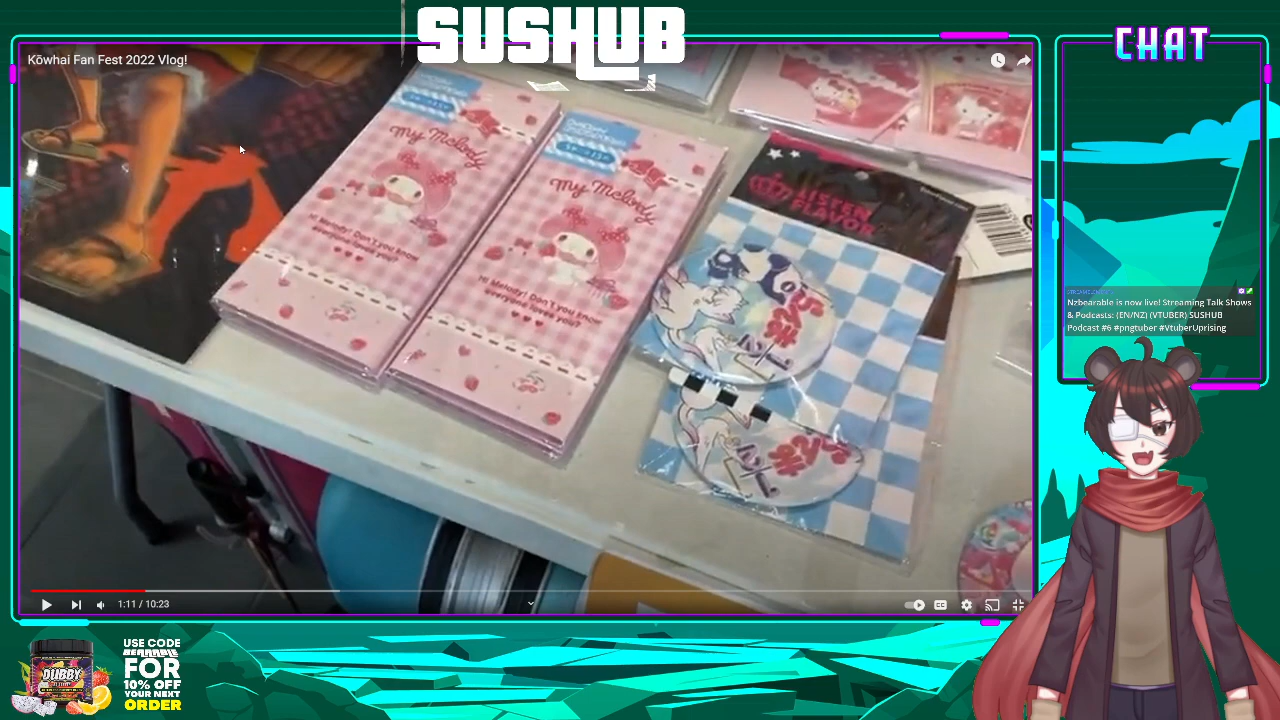 SUSHUB
Kōwhai Fan Fest 2022 Vlog!
CHAT
My Melody
Hi Melody! Don't you know
everyone loves you?
My Melody
Hi Melody! Don't you know
everyone loves you?
LISTEN
FLAVOR
Nzbearable is now live! Streaming Talk Shows
& Podcasts: (EN/NZ) (VTUBER) SUSHUB
Podcast #6 #pngtuber #VtuberUprising
1:11 / 10:23
CC
DUBBY
USE CODE
BEARABLE
FOR
10% OFF
YOUR NEXT
ORDER